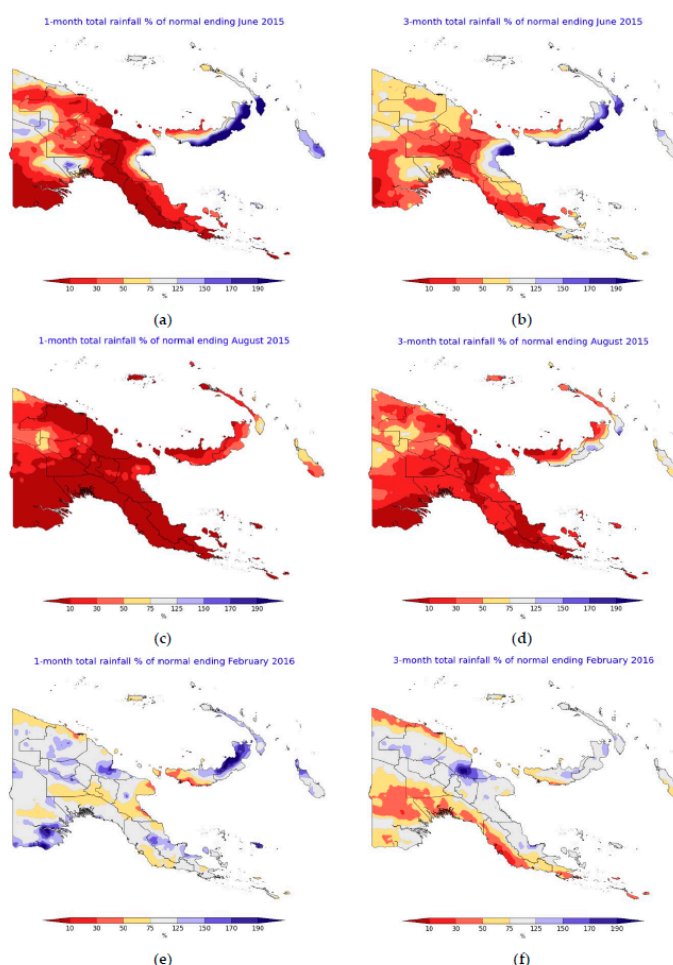 1-month total rainfall % of normal ending June 2015
3-month total rainfall % of normal ending June 2015
10 30 50 75 125 150 170 190
%
10 30 50 75 125 150 170 190
%
(a)
(b)
1-month total rainfall % of normal ending August 2015
3-month total rainfall % of normal ending August 2015
10 30 50 75 125 150 170 190
%
10 30 50 75 125 150 170 190
%
(c)
(d)
1-month total rainfall % of normal ending February 2016
3-month total rainfall % of normal ending February 2016
10 30 50 75 125 150 170 190
%
10 30 50 75 125 150 170 190
%
(e)
(f)